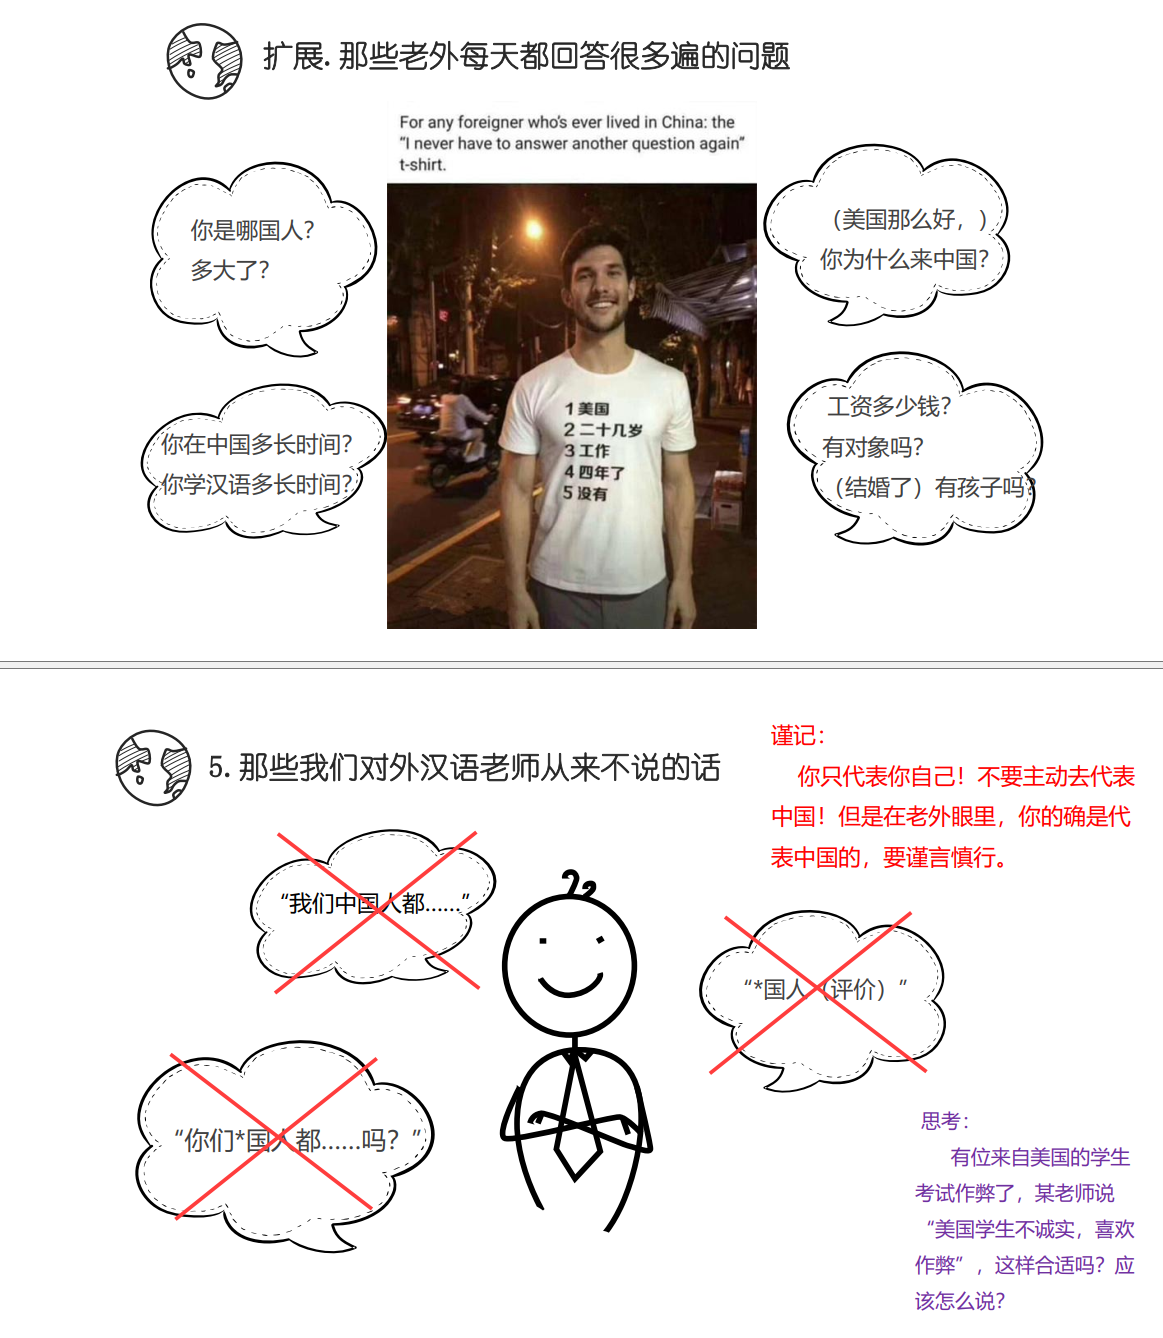 扩展.那些老外每天都回答很多遍的问题
For any foreigner who's ever lived in China: the
"I never have to answer another question again"
t-shirt.
你是哪国人？
多大了？
（美国那么好，）
你为什么来中国？
你在中国多长时间？
你学汉语多长时间？
工资多少钱？
有对象吗？
（结婚了）有孩子吗？
1 美国
2 二十几岁
3 工作
4 四年了
5 没有
5.那些我们对外汉语老师从来不说的话
谨记：
你只代表你自己！不要主动去代表
中国！但是在老外眼里，你的确是代
表中国的，要谨言慎行。
“我们中国人都......”
“*国人（评价）”
“你们*国人都......吗？”
思考：
有位来自美国的学生
考试作弊了，某老师说
“美国学生不诚实，喜欢
作弊”，这样合适吗？应
该怎么说？